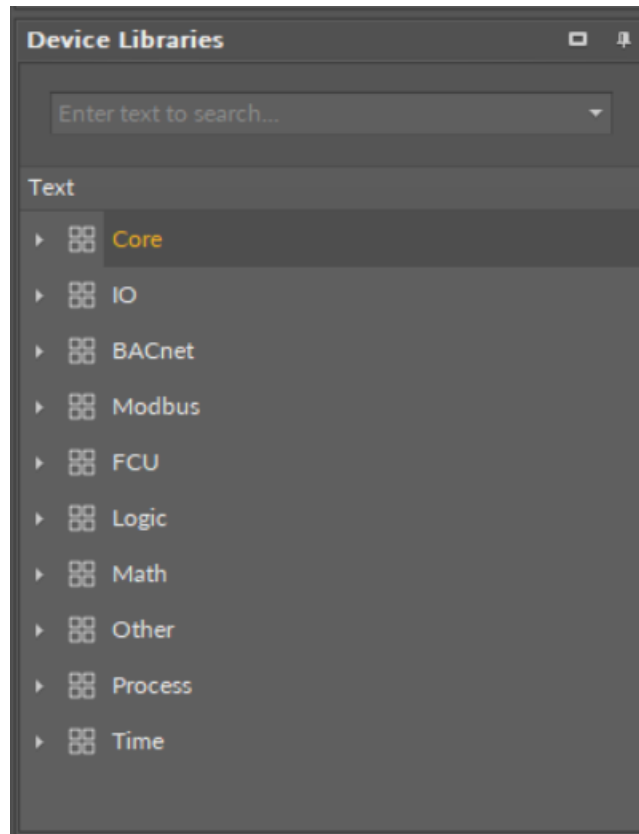 Device Libraries
Enter text to search...
Text
Core
IO
BACnet
Modbus
FCU
Logic
Math
Other
Process
Time